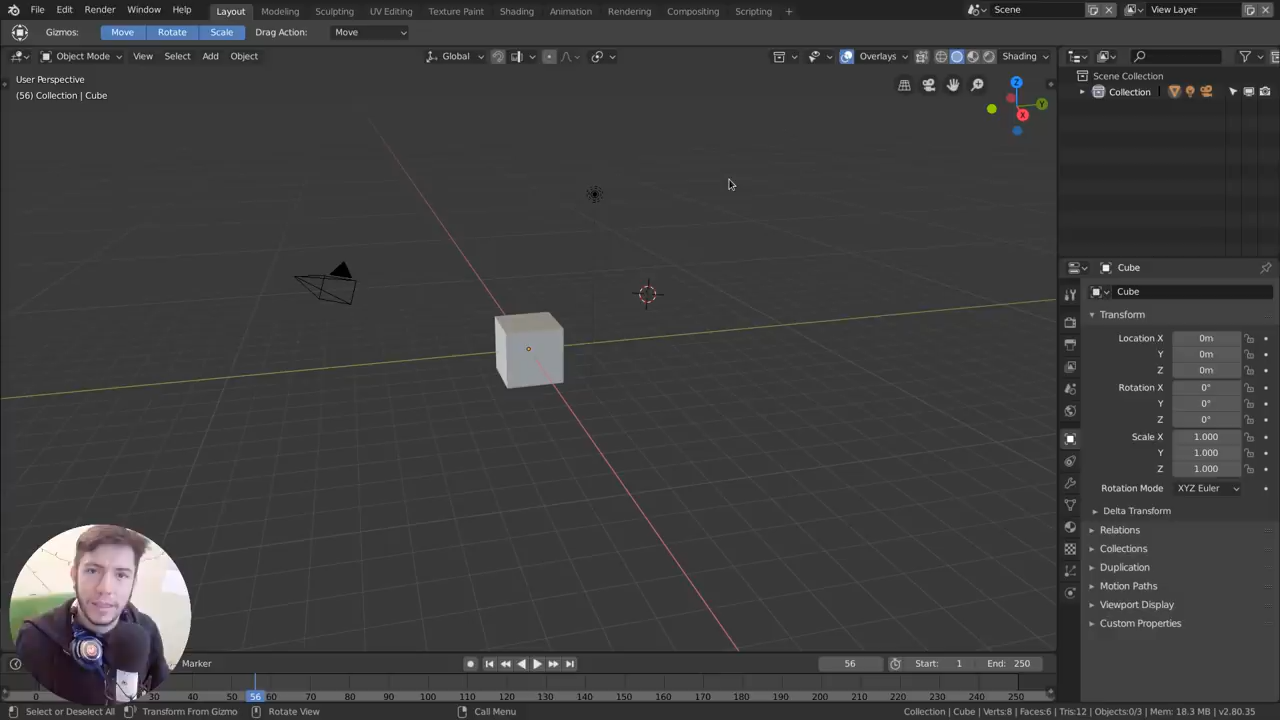 File Edit Render Window Help Layout Modeling Sculpting UV Editing Texture Paint Shading Animation Rendering Compositing Scripting + Scene View Layer
Gizmos: Move Rotate Scale Drag Action: Move
Object Mode View Select Add Object Global Overlays Shading
User Perspective
(56) Collection | Cube
Z
Y
X
Scene Collection
Collection
Cube
Cube
Transform
Location X 0m
Y 0m
Z 0m
Rotation X 0°
Y 0°
Z 0°
Scale X 1.000
Y 1.000
Z 1.000
Rotation Mode XYZ Euler
Delta Transform
Relations
Collections
Duplication
Motion Paths
Viewport Display
Custom Properties
Marker 56 Start: 1 End: 250
0 30 40 50 56 60 70 80 90 100 110 120 130 140 150 160 170 180 190 200 210 220 230 240 250
Select or Deselect All Transform From Gizmo Rotate View Call Menu Collection | Cube | Verts:8 | Faces:6 | Tris:12 | Objects:0/3 | Mem: 18.3 MB | v2.80.35